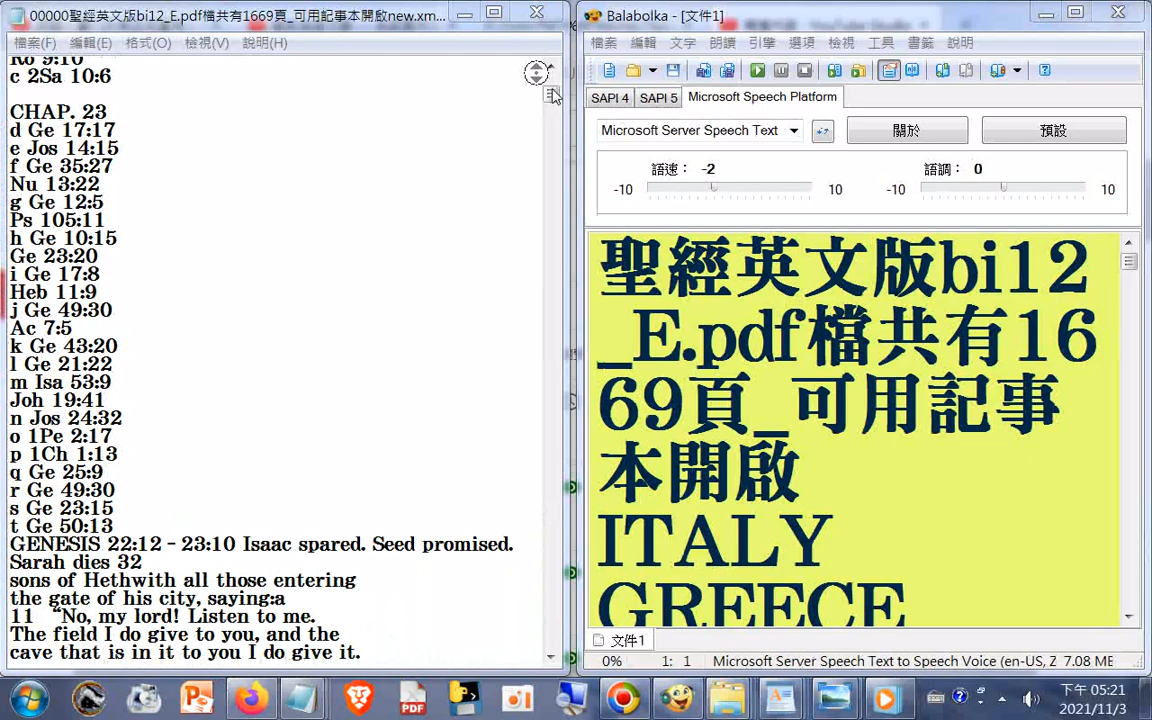 00000聖經英文版bi12_E.pdf檔共有1669頁_可用記事本開啟new.xm...
檔案(F) 編輯(E) 格式(O) 檢視(V) 說明(H)
Ro 9:10
c 2Sa 10:6
CHAP. 23
d Ge 17:17
e Jos 14:15
f Ge 35:27
Nu 13:22
g Ge 12:5
Ps 105:11
h Ge 10:15
Ge 23:20
i Ge 17:8
Heb 11:9
j Ge 49:30
Ac 7:5
k Ge 43:20
l Ge 21:22
m Isa 53:9
Joh 19:41
n Jos 24:32
o 1Pe 2:17
p 1Ch 1:13
q Ge 25:9
r Ge 49:30
s Ge 23:15
t Ge 50:13
GENESIS 22:12–23:10 Isaac spared. Seed promised.
Sarah dies 32
sons of Hethwith all those entering
the gate of his city, saying:a
11 “No, my lord! Listen to me.
The field I do give to you, and the
cave that is in it to you I do give it.
Balabolka - [文件1]
檔案 編輯 文字 朗讀 引擎 選項 檢視 工具 書籤 說明
SAPI 4 SAPI 5 Microsoft Speech Platform
Microsoft Server Speech Text 關於 預設
語速： -2 語調： 0
-10 10 -10 10
聖經英文版bi12
_E.pdf檔共有16
69頁_可用記事
本開啟
ITALY
GREECE
文件1
0% 1: 1 Microsoft Server Speech Text to Speech Voice (en-US, Z 7.08 ME
下午 05:21
2021/11/3